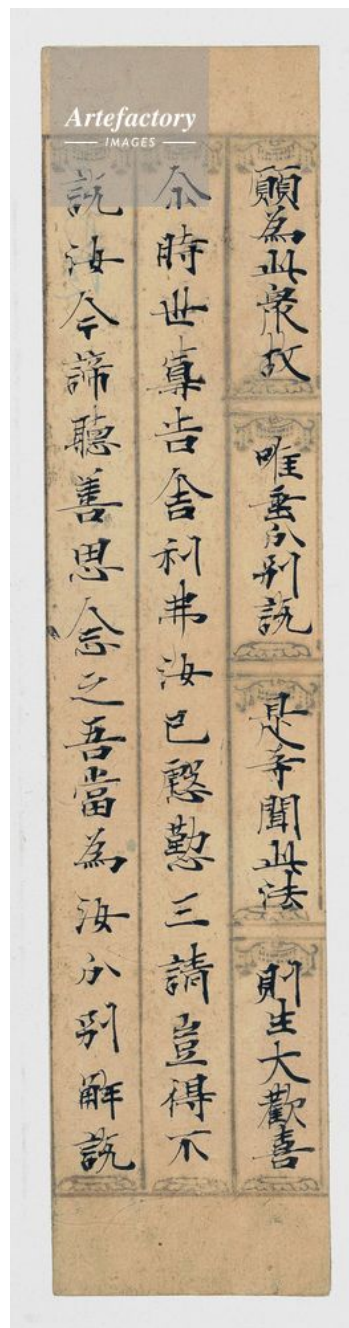 Artefactory
IMAGES
願為此衆故 唯垂分別說 是等聞此法 則生大歡喜
尒時世尊告舍利弗汝已慇懃三請豈得不
說汝今諦聽善思念之吾當為汝分別解說